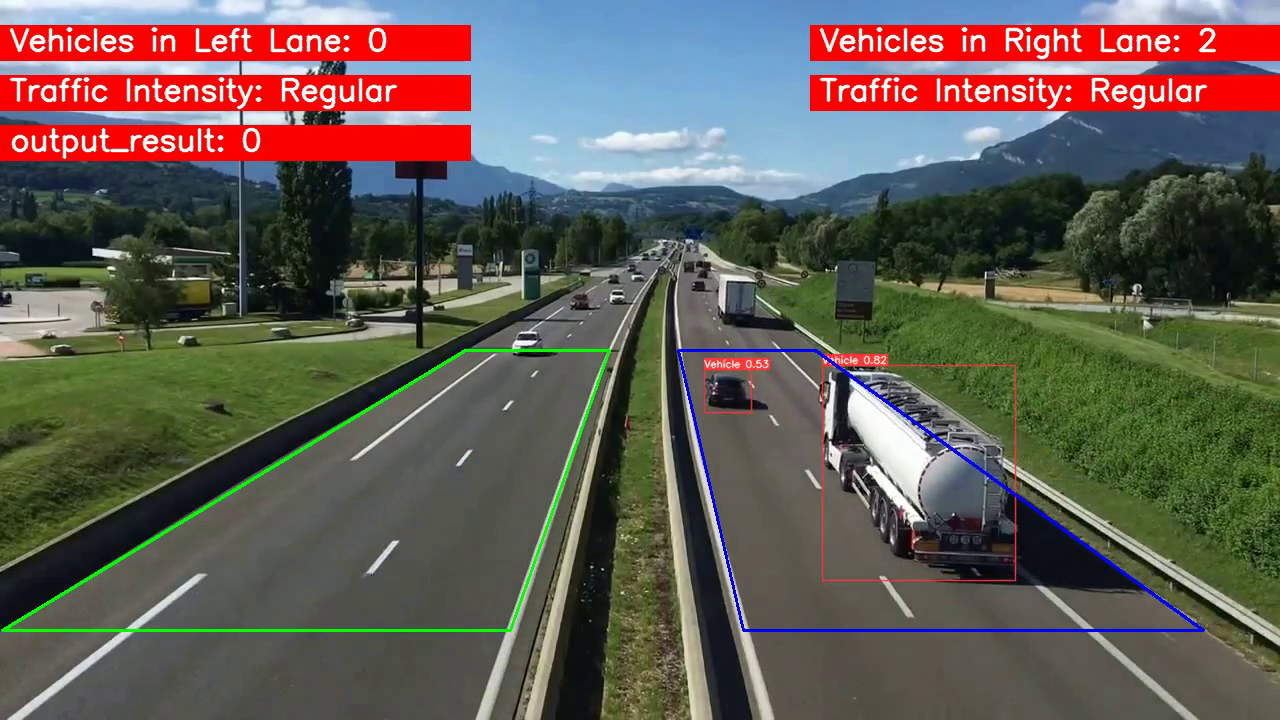 Vehicles in Left Lane: 0
Vehicles in Right Lane: 2
Traffic Intensity: Regular
Traffic Intensity: Regular
output_result: 0
Vehicle 0.53
Vehicle 0.82